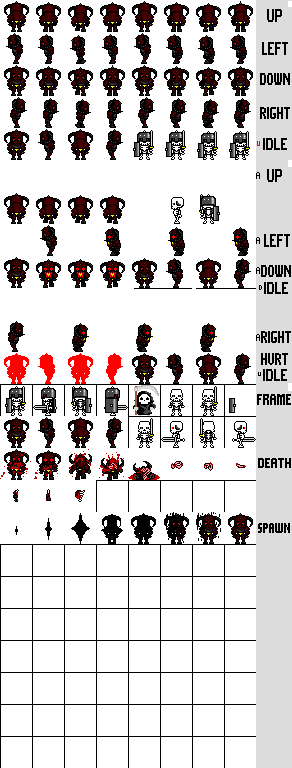 UP
LEFT
DOWN
RIGHT
U IDLE
A UP
A LEFT
A DOWN
D IDLE
A RIGHT
HURT
IDLE
FRAME
DEATH
SPAWN